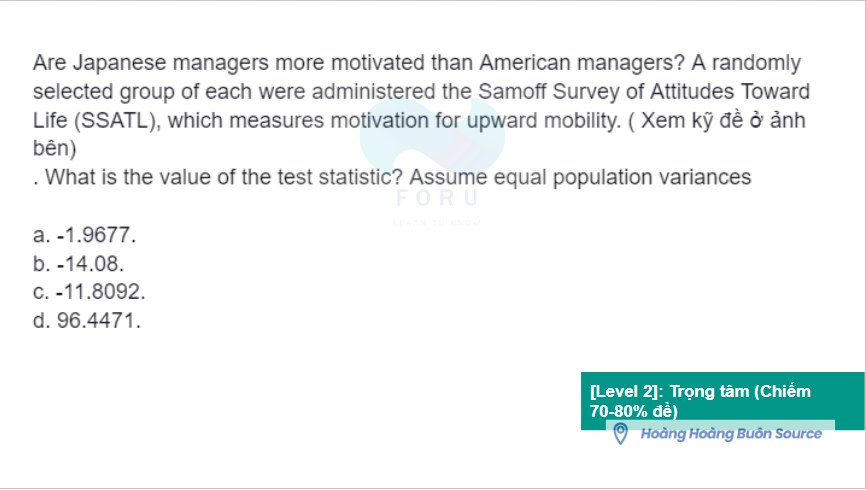 Are Japanese managers more motivated than American managers? A randomly
selected group of each were administered the Samoff Survey of Attitudes Toward
Life (SSATL), which measures motivation for upward mobility. ( Xem kỹ đề ở ảnh
bên)
. What is the value of the test statistic? Assume equal population variances
FORU
a. -1.9677.
b. -14.08.
c. -11.8092.
d. 96.4471.
[Level 2]: Trọng tâm (Chiếm
70-80% đề)
Hoàng Hoàng Buôn Source